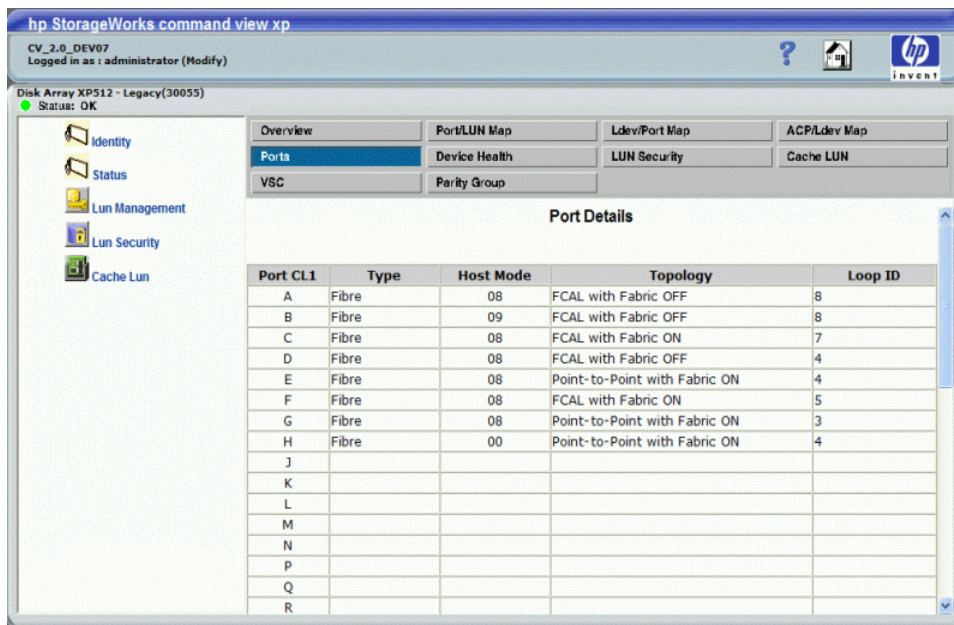 hp StorageWorks command view xp
CV_2.0_DEV07
Logged in as : administrator (Modify)
?
hp
invent
Disk Array XP512 - Legacy(30055)
Status: OK
Identity
Status
Lun Management
Lun Security
Cache Lun
Overview Port/LUN Map Ldev/Port Map ACP/Ldev Map
Ports Device Health LUN Security Cache LUN
VSC Parity Group
Port Details
Port CL1 Type Host Mode Topology Loop ID
A Fibre 08 FCAL with Fabric OFF 8
B Fibre 09 FCAL with Fabric OFF 8
C Fibre 08 FCAL with Fabric ON 7
D Fibre 08 FCAL with Fabric OFF 4
E Fibre 08 Point-to-Point with Fabric ON 4
F Fibre 08 FCAL with Fabric ON 5
G Fibre 08 Point-to-Point with Fabric ON 3
H Fibre 00 Point-to-Point with Fabric ON 4
J
K
L
M
N
P
Q
R